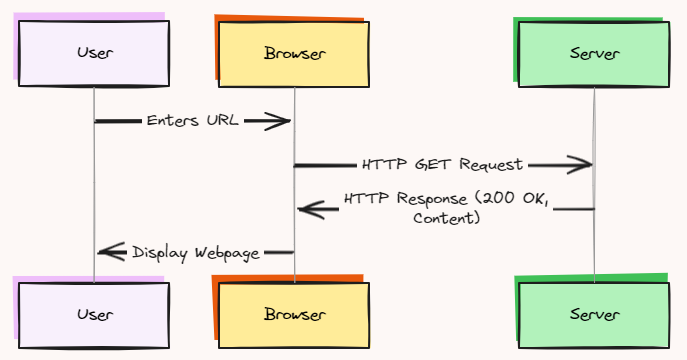 User
Browser
Server
Enters URL
HTTP GET Request
HTTP Response (200 OK,
Content)
Display Webpage
User
Browser
Server